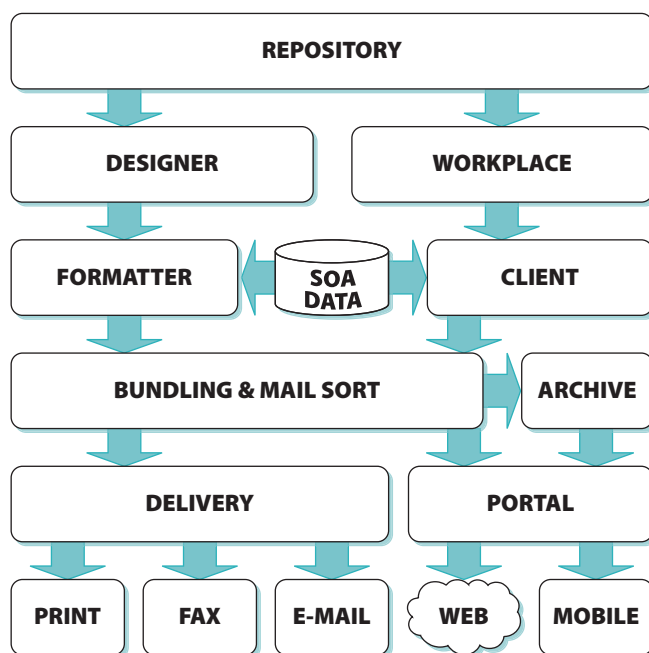 REPOSITORY
DESIGNER
WORKPLACE
FORMATTER
SOA
DATA
CLIENT
BUNDLING & MAIL SORT
ARCHIVE
DELIVERY
PORTAL
PRINT
FAX
E-MAIL
WEB
MOBILE